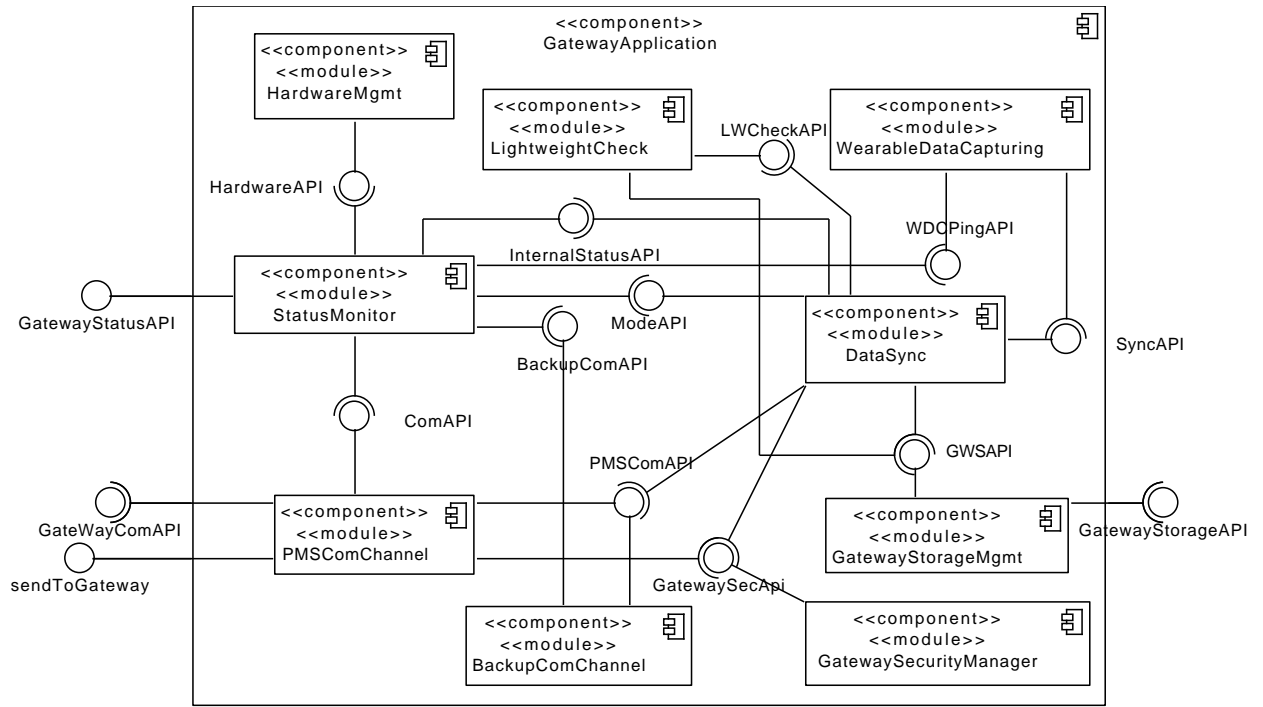 <<component>>
GatewayApplication
<<component>>
<<module>>
HardwareMgmt
<<component>>
<<module>>
LightweightCheck
LWCheckAPI
<<component>>
<<module>>
WearableDataCapturing
HardwareAPI
InternalStatusAPI
WDCPingAPI
<<component>>
<<module>>
StatusMonitor
GatewayStatusAPI
ModeAPI
<<component>>
<<module>>
DataSync
SyncAPI
BackupComAPI
ComAPI
PMSComAPI
GWSAPI
GateWayComAPI
<<component>>
<<module>>
PMSComChannel
sendToGateway
<<component>>
<<module>>
GatewayStorageMgmt
GatewayStorageAPI
GatewaySecApi
<<component>>
<<module>>
BackupComChannel
<<component>>
<<module>>
GatewaySecurityManager